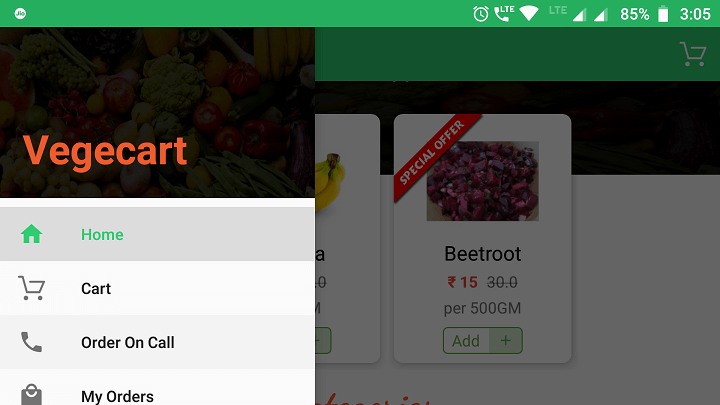 Jio LTE LTE 85% 3:05
Vegecart
Home
Cart
Order On Call
My Orders
SPECIAL OFFER
Beetroot
₹ 15 30.0
per 500GM
Add +